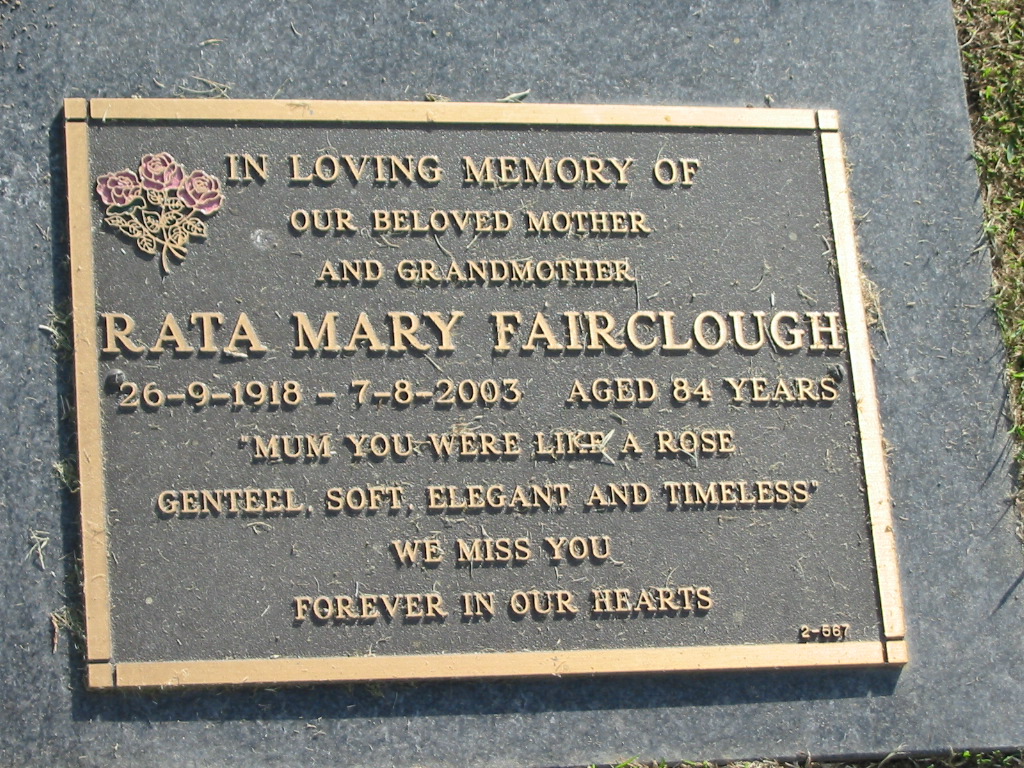 IN LOVING MEMORY OF
OUR BELOVED MOTHER
AND GRANDMOTHER
RATA MARY FAIRCLOUGH
26-9-1918 - 7-8-2003 AGED 84 YEARS
"MUM YOU WERE LIKE A ROSE
GENTEEL, SOFT, ELEGANT AND TIMELESS"
WE MISS YOU
FOREVER IN OUR HEARTS
2-567